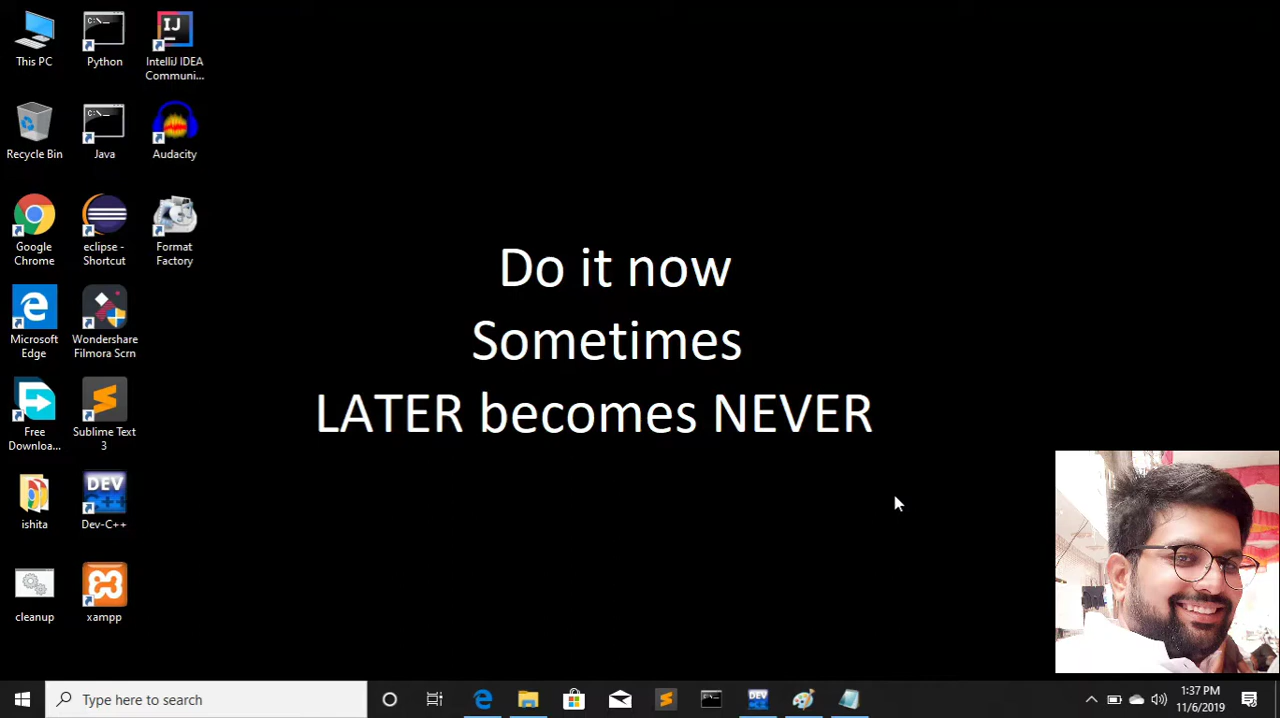 This PC
Python
IntelliJ IDEA
Communi...
Recycle Bin
Java
Audacity
Google
Chrome
eclipse -
Shortcut
Format
Factory
Microsoft
Edge
Wondershare
Filmora Scrn
Free
Downloa...
Sublime Text
3
ishita
Dev-C++
cleanup
xampp
Do it now
Sometimes
LATER becomes NEVER
Type here to search
1:37 PM
11/6/2019